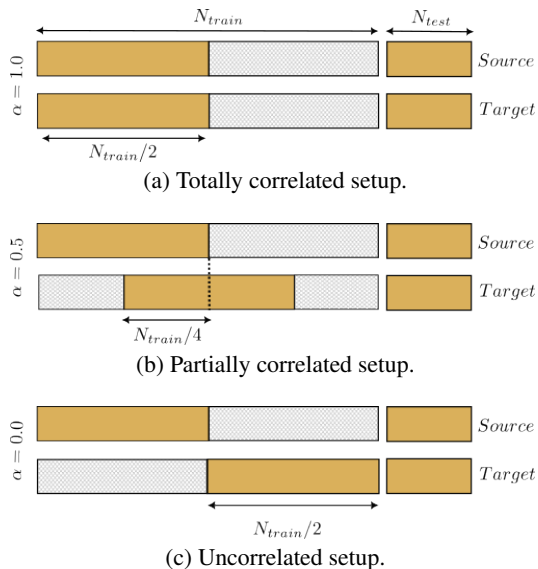 N_train N_test
α = 1.0
Source
Target
N_train/2
(a) Totally correlated setup.
α = 0.5
Source
Target
N_train/4
(b) Partially correlated setup.
α = 0.0
Source
Target
N_train/2
(c) Uncorrelated setup.